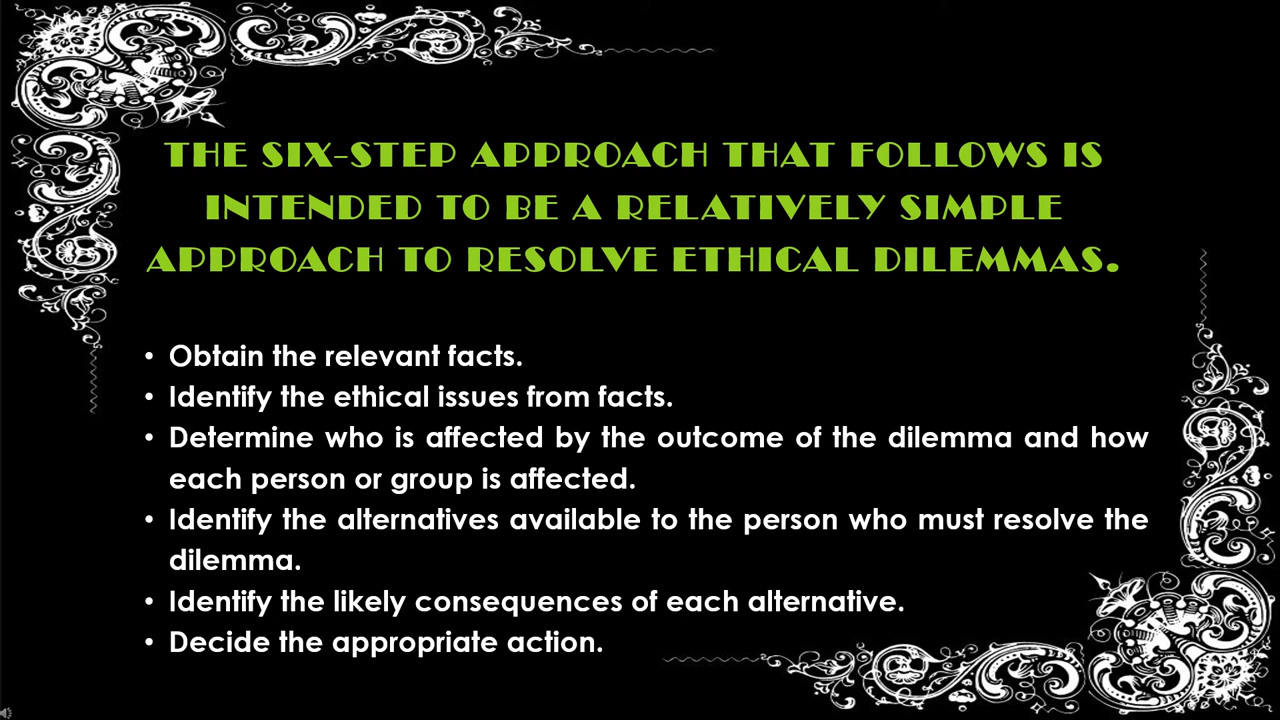 THE SIX-STEP APPROACH THAT FOLLOWS IS
INTENDED TO BE A RELATIVELY SIMPLE
APPROACH TO RESOLVE ETHICAL DILEMMAS.
• Obtain the relevant facts.
• Identify the ethical issues from facts.
• Determine who is affected by the outcome of the dilemma and how
each person or group is affected.
• Identify the alternatives available to the person who must resolve the
dilemma.
• Identify the likely consequences of each alternative.
• Decide the appropriate action.